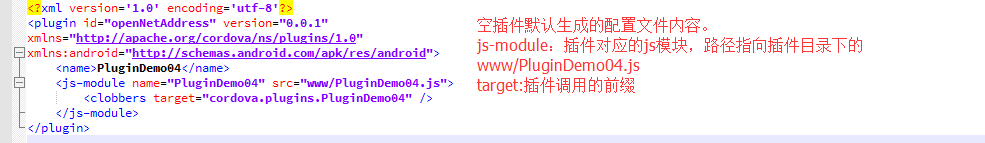 <?xml version='1.0' encoding='utf-8'?>
<plugin id="openNetAddress" version="0.0.1"
xmlns="http://apache.org/cordova/ns/plugins/1.0"
xmlns:android="http://schemas.android.com/apk/res/android">
<name>PluginDemo04</name>
<js-module name="PluginDemo04" src="www/PluginDemo04.js">
<clobbers target="cordova.plugins.PluginDemo04" />
</js-module>
</plugin>
空插件默认生成的配置文件内容。
js-module：插件对应的js模块，路径指向插件目录下的
www/PluginDemo04.js
target:插件调用的前缀